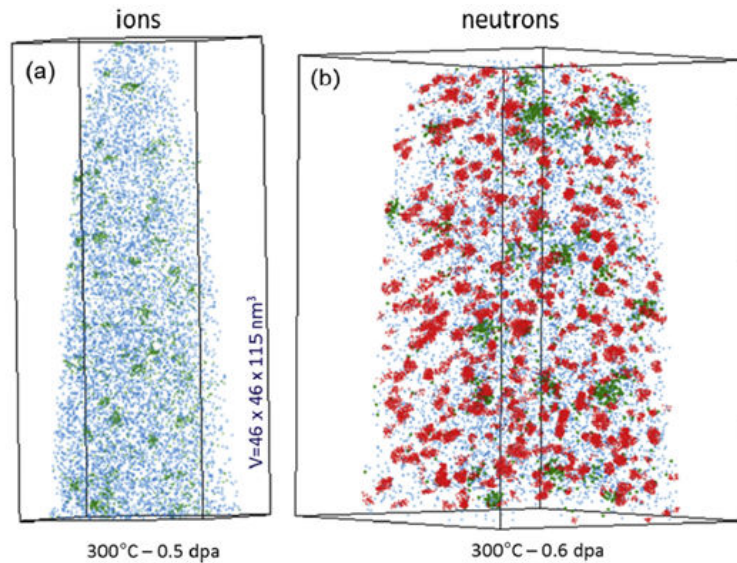 ions
neutrons
(a)
(b)
V=46 x 46 x 115 nm³
300°C – 0.5 dpa
300°C – 0.6 dpa